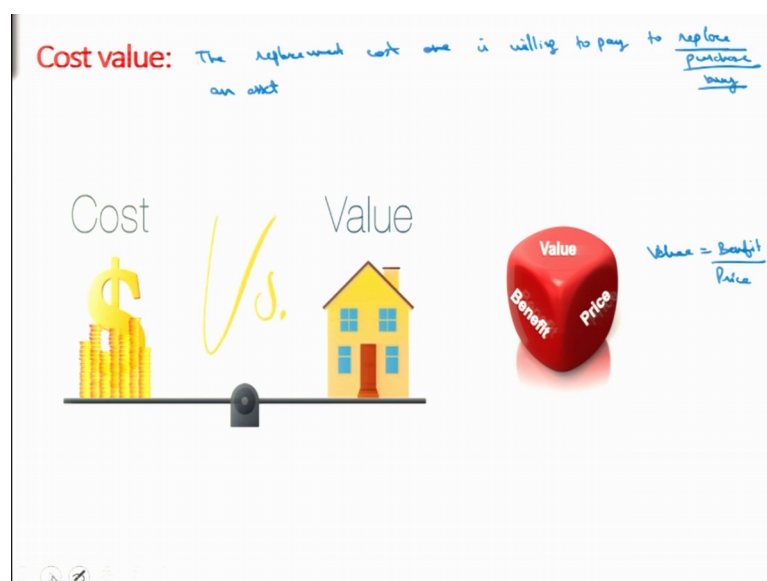 Cost value: The replacement cost one is willing to pay to replace
purchase
buy
an asset
Cost Vs. Value
Value
Benefit Price
Value = Benefit
Price